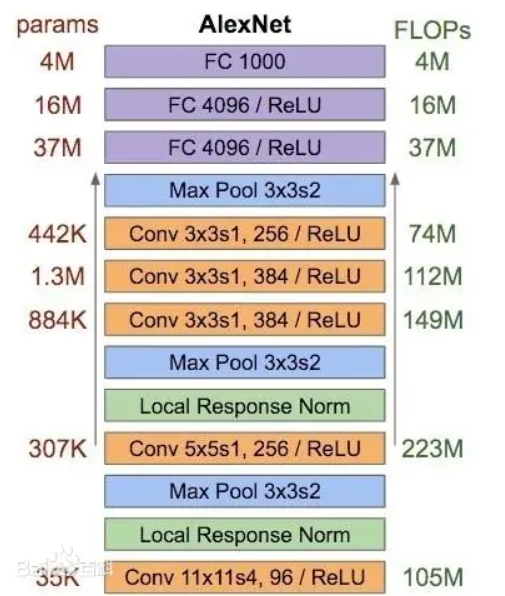 params AlexNet FLOPs
4M FC 1000 4M
16M FC 4096 / ReLU 16M
37M FC 4096 / ReLU 37M
Max Pool 3x3s2
442K Conv 3x3s1, 256 / ReLU 74M
1.3M Conv 3x3s1, 384 / ReLU 112M
884K Conv 3x3s1, 384 / ReLU 149M
Max Pool 3x3s2
Local Response Norm
307K Conv 5x5s1, 256 / ReLU 223M
Max Pool 3x3s2
Local Response Norm
35K Conv 11x11s4, 96 / ReLU 105M
Bai百科